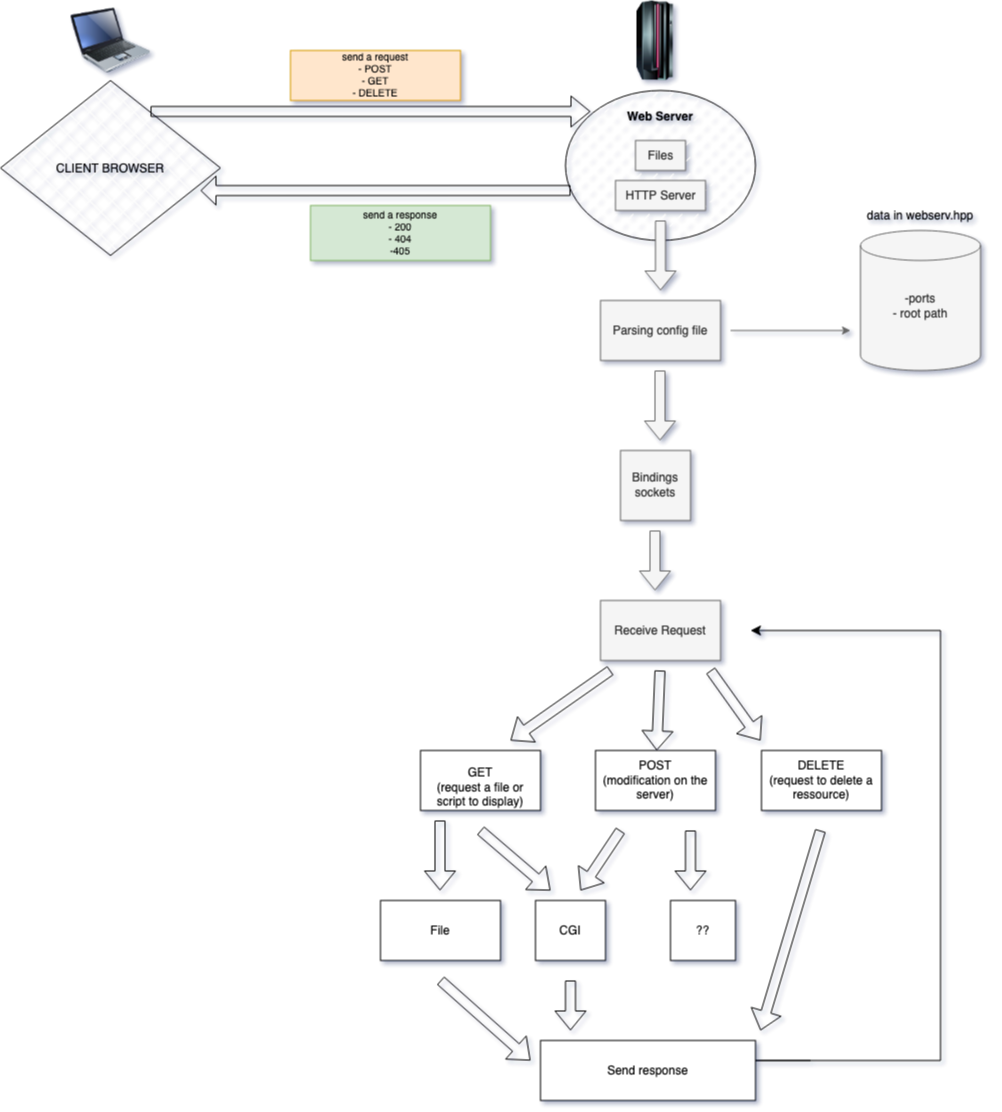 send a request
- POST
- GET
- DELETE
Web Server
Files
CLIENT BROWSER
HTTP Server
send a response
- 200
- 404
-405
data in webserv.hpp
-ports
- root path
Parsing config file
Bindings
sockets
Receive Request
GET
(request a file or
script to display)
POST
(modification on the
server)
DELETE
(request to delete a
ressource)
File
CGI
??
Send response